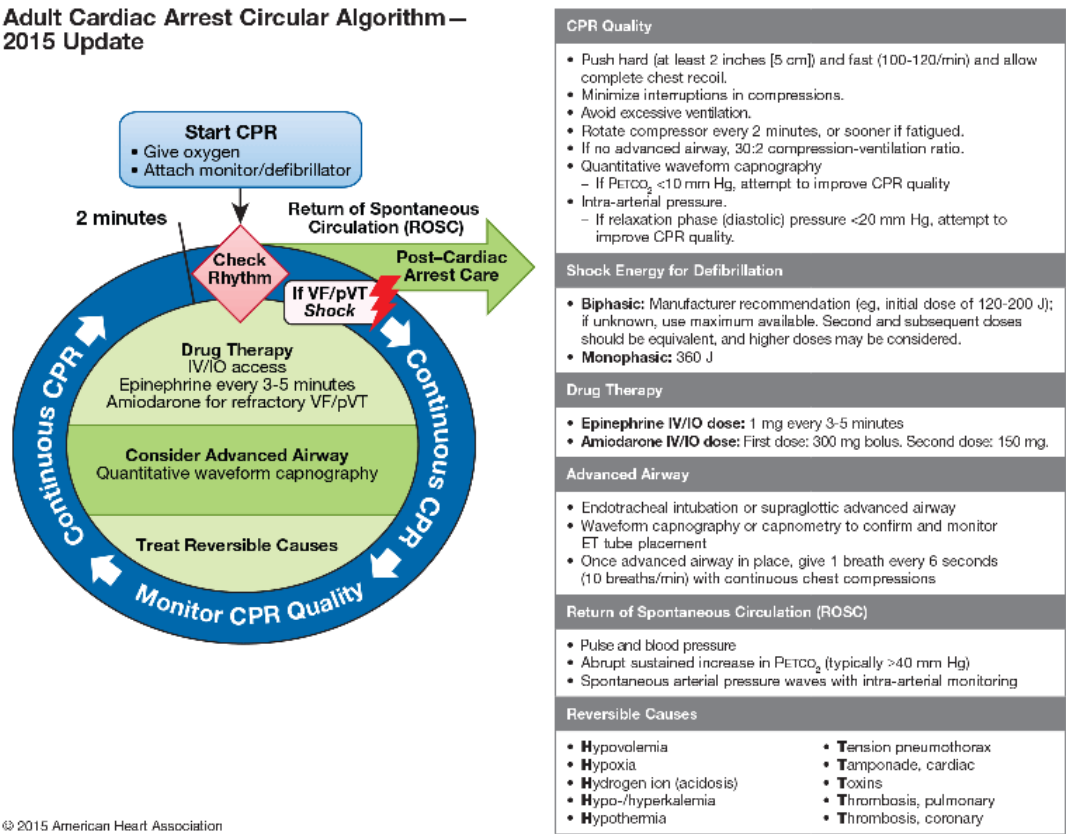 Adult Cardiac Arrest Circular Algorithm—
2015 Update
Start CPR
• Give oxygen
• Attach monitor/defibrillator
2 minutes
Return of Spontaneous
Circulation (ROSC)
Check
Rhythm
Post–Cardiac
Arrest Care
If VF/pVT
Shock
Drug Therapy
IV/IO access
Epinephrine every 3-5 minutes
Amiodarone for refractory VF/pVT
Consider Advanced Airway
Quantitative waveform capnography
Treat Reversible Causes
Continuous CPR
Continuous CPR
Monitor CPR Quality
© 2015 American Heart Association
CPR Quality
• Push hard (at least 2 inches [5 cm]) and fast (100-120/min) and allow
complete chest recoil.
• Minimize interruptions in compressions.
• Avoid excessive ventilation.
• Rotate compressor every 2 minutes, or sooner if fatigued.
• If no advanced airway, 30:2 compression-ventilation ratio.
• Quantitative waveform capnography
– If PETCO₂ <10 mm Hg, attempt to improve CPR quality
• Intra-arterial pressure.
– If relaxation phase (diastolic) pressure <20 mm Hg, attempt to
improve CPR quality.
Shock Energy for Defibrillation
• Biphasic: Manufacturer recommendation (eg, initial dose of 120-200 J);
if unknown, use maximum available. Second and subsequent doses
should be equivalent, and higher doses may be considered.
• Monophasic: 360 J
Drug Therapy
• Epinephrine IV/IO dose: 1 mg every 3-5 minutes
• Amiodarone IV/IO dose: First dose: 300 mg bolus. Second dose: 150 mg.
Advanced Airway
• Endotracheal intubation or supraglottic advanced airway
• Waveform capnography or capnometry to confirm and monitor
ET tube placement
• Once advanced airway in place, give 1 breath every 6 seconds
(10 breaths/min) with continuous chest compressions
Return of Spontaneous Circulation (ROSC)
• Pulse and blood pressure
• Abrupt sustained increase in PETCO₂ (typically >40 mm Hg)
• Spontaneous arterial pressure waves with intra-arterial monitoring
Reversible Causes
• Hypovolemia
• Hypoxia
• Hydrogen ion (acidosis)
• Hypo-/hyperkalemia
• Hypothermia
• Tension pneumothorax
• Tamponade, cardiac
• Toxins
• Thrombosis, pulmonary
• Thrombosis, coronary